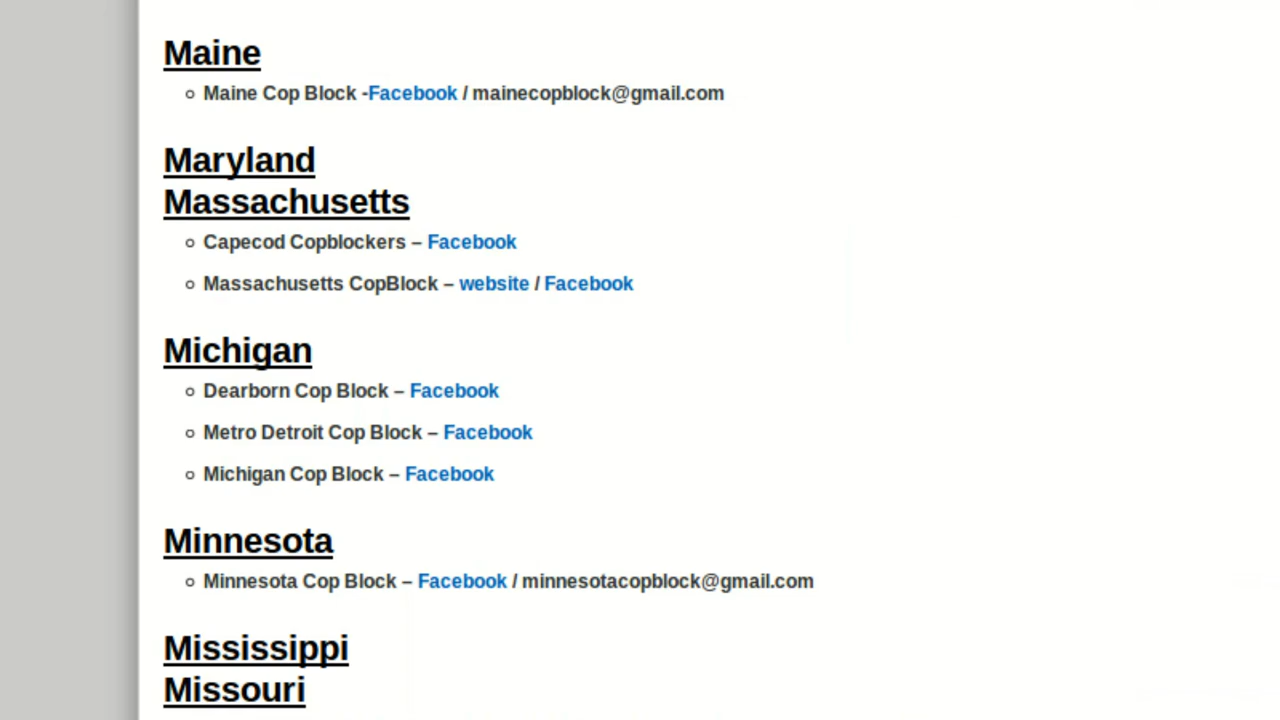 Maine
Maine Cop Block -Facebook / mainecopblock@gmail.com
Maryland
Massachusetts
Capecod Copblockers – Facebook
Massachusetts CopBlock – website / Facebook
Michigan
Dearborn Cop Block – Facebook
Metro Detroit Cop Block – Facebook
Michigan Cop Block – Facebook
Minnesota
Minnesota Cop Block – Facebook / minnesotacopblock@gmail.com
Mississippi
Missouri